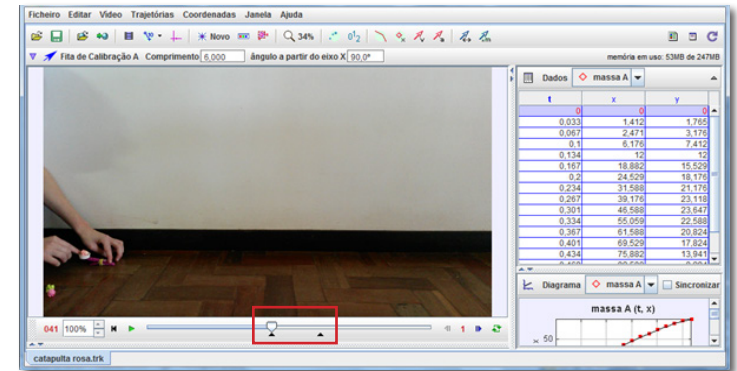 Ficheiro Editar Video Trajetórias Coordenadas Janela Ajuda
Novo 34%
Fita de Calibração A Comprimento 6,000 ângulo a partir do eixo X 90,0°
memória em uso: 53MB de 247MB
Dados massa A
t x y
0 0 0
0,033 1,412 1,765
0,067 2,471 3,176
0,1 6,176 7,412
0,134 12 12
0,167 18,882 15,529
0,2 24,529 18,176
0,234 31,588 21,176
0,267 39,176 23,118
0,301 46,588 23,647
0,334 55,059 22,588
0,367 61,588 20,824
0,401 69,529 17,824
0,434 75,882 13,941
Diagrama massa A Sincronizar
massa A (t, x)
x 50
041 100% 1
catapulta rosa.trk